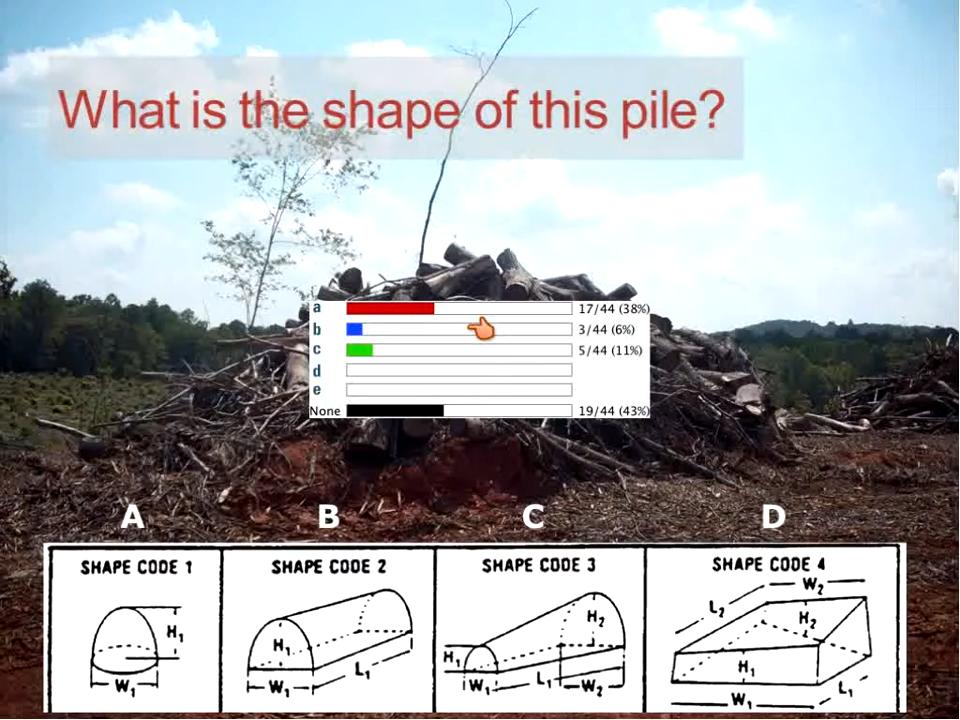 What is the shape of this pile?
a 17/44 (38%)
b 3/44 (6%)
c 5/44 (11%)
d
e
None 19/44 (43%)
A B C D
SHAPE CODE 1 SHAPE CODE 2 SHAPE CODE 3 SHAPE CODE 4
H1 W1
H1 W1 L1
H1 W1 L1 W2 H2
L2 W2 H2 H1 W1 L1